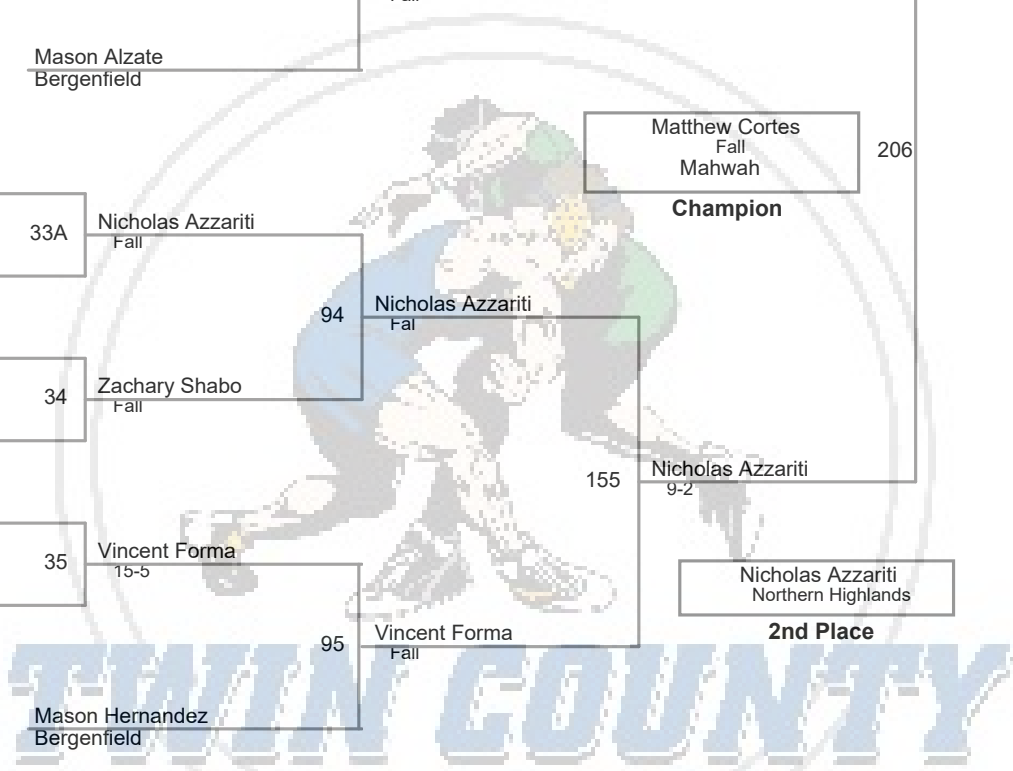 Mason Alzate
Bergenfield
Matthew Cortes
Fall
Mahwah
206
Champion
33A
Nicholas Azzariti
Fall
94
Nicholas Azzariti
Fal
34
Zachary Shabo
Fall
155
Nicholas Azzariti
9-2
35
Vincent Forma
15-5
Nicholas Azzariti
Northern Highlands
2nd Place
95
Vincent Forma
Fall
Mason Hernandez
Bergenfield
TWIN COUNTY